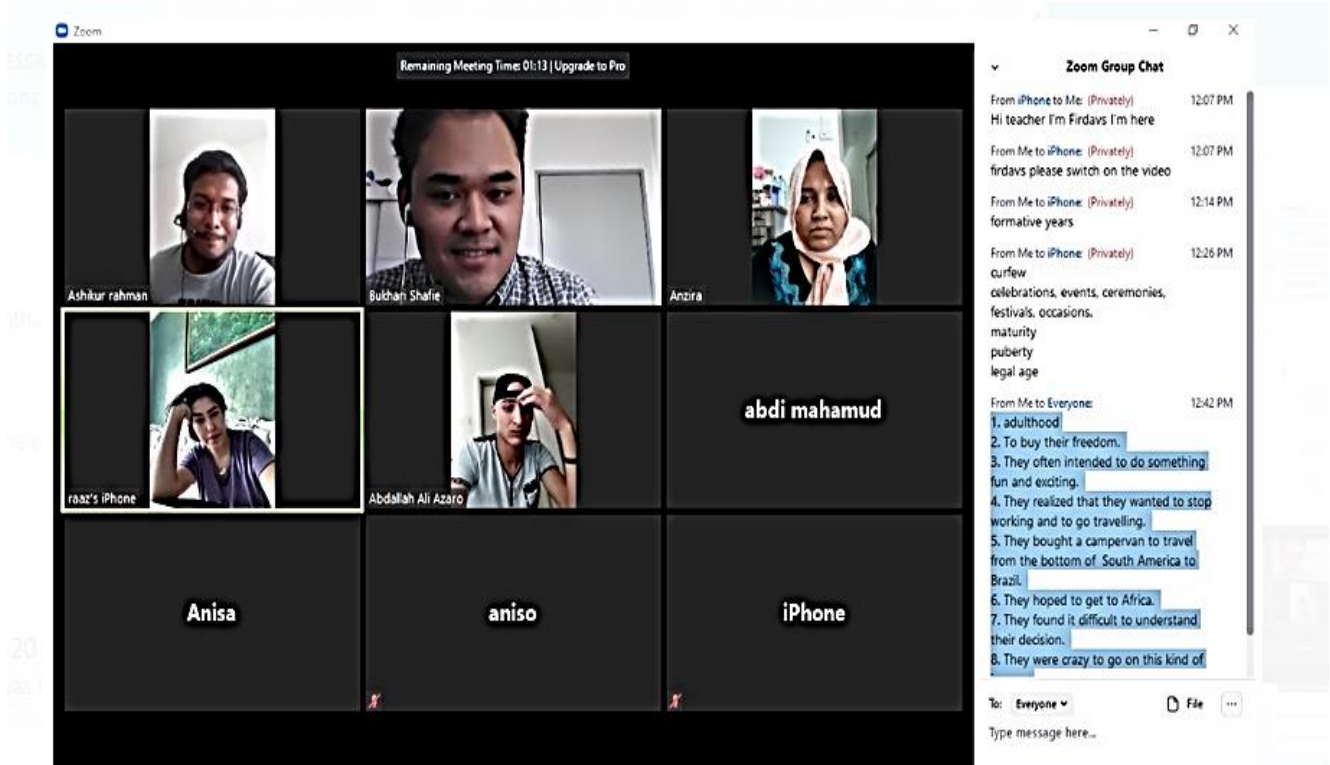 Zoom
Remaining Meeting Time: 01:13 | Upgrade to Pro
Ashikur rahman
Bukhari Shafie
Anzira
raaz's iPhone
Abdallah Ali Azaro
abdi mahamud
Anisa
aniso
iPhone
Zoom Group Chat
From iPhone to Me: (Privately) 12:07 PM
Hi teacher I'm Firdavs I'm here
From Me to iPhone: (Privately) 12:07 PM
firdavs please switch on the video
From Me to iPhone: (Privately) 12:14 PM
formative years
From Me to iPhone: (Privately) 12:26 PM
curfew
celebrations, events, ceremonies,
festivals, occasions.
maturity
puberty
legal age
From Me to Everyone: 12:42 PM
1. adulthood
2. To buy their freedom.
3. They often intended to do something
fun and exciting.
4. They realized that they wanted to stop
working and to go travelling.
5. They bought a campervan to travel
from the bottom of South America to
Brazil.
6. They hoped to get to Africa.
7. They found it difficult to understand
their decision.
8. They were crazy to go on this kind of
To: Everyone
File
Type message here...